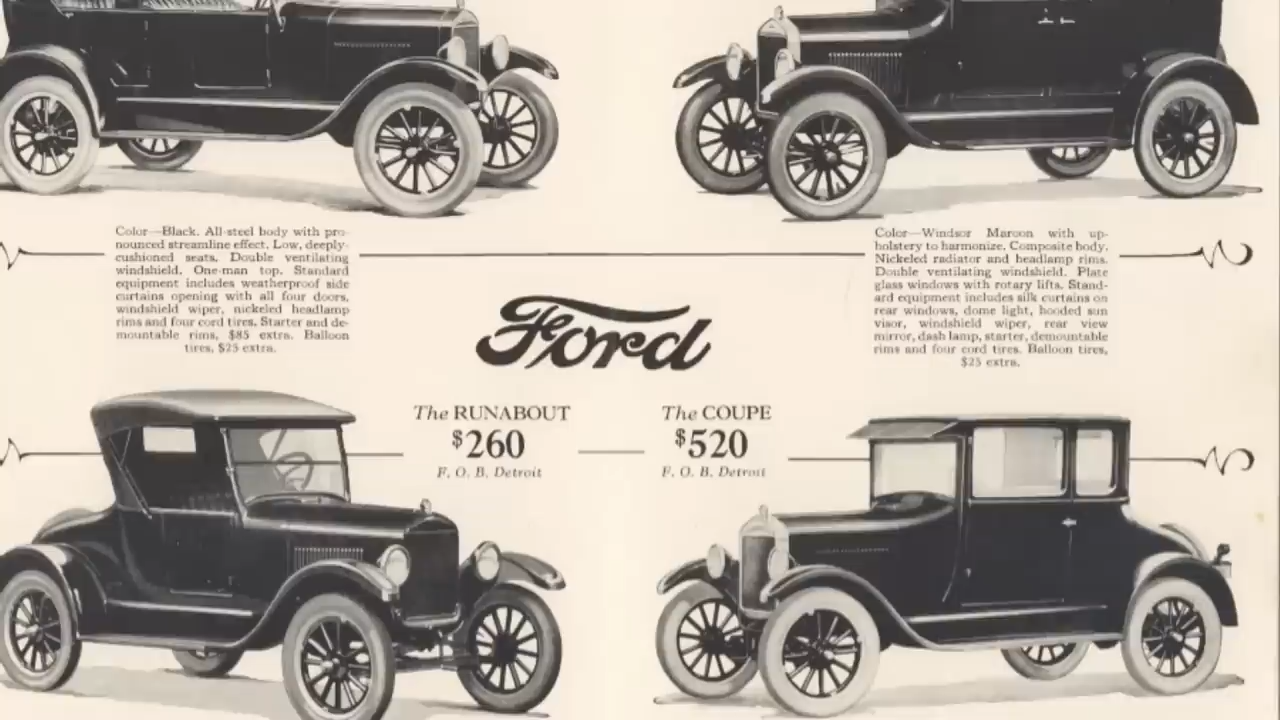 Color—Black. All-steel body with pro-
nounced streamline effect. Low, deeply-
cushioned seats. Double ventilating
windshield. One-man top. Standard
equipment includes weatherproof side
curtains opening with all four doors,
windshield wiper, nickeled headlamp
rims and four cord tires. Starter and de-
mountable rims, $85 extra. Balloon
tires, $25 extra.
Color—Windsor Maroon with up-
holstery to harmonize. Composite body.
Nickeled radiator and headlamp rims.
Double ventilating windshield. Plate
glass windows with rotary lifts. Stand-
ard equipment includes silk curtains on
rear windows, dome light, hooded sun
visor, windshield wiper, rear view
mirror, dash lamp, starter, demountable
rims and four cord tires. Balloon tires,
$25 extra.
Ford
The RUNABOUT
$260
F. O. B. Detroit
The COUPE
$520
F. O. B. Detroit